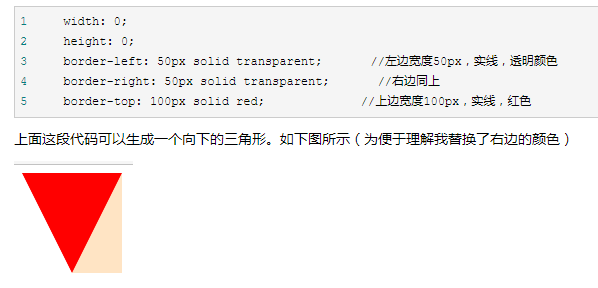 1 width: 0;
2 height: 0;
3 border-left: 50px solid transparent; //左边宽度50px，实线，透明颜色
4 border-right: 50px solid transparent; //右边同上
5 border-top: 100px solid red; //上边宽度100px，实线，红色
上面这段代码可以生成一个向下的三角形。如下图所示（为便于理解我替换了右边的颜色）